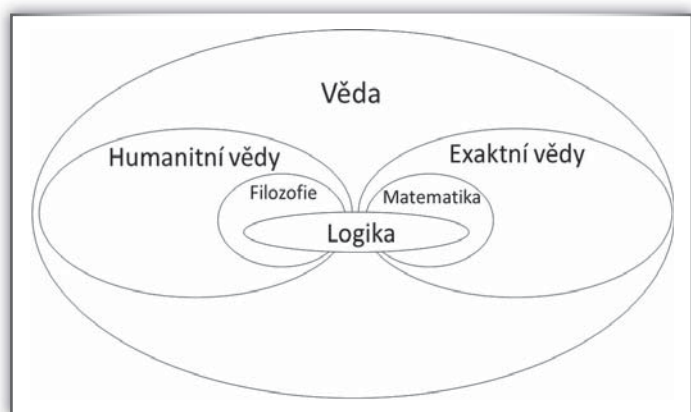 Věda
Humanitní vědy
Exaktní vědy
Filozofie
Matematika
Logika